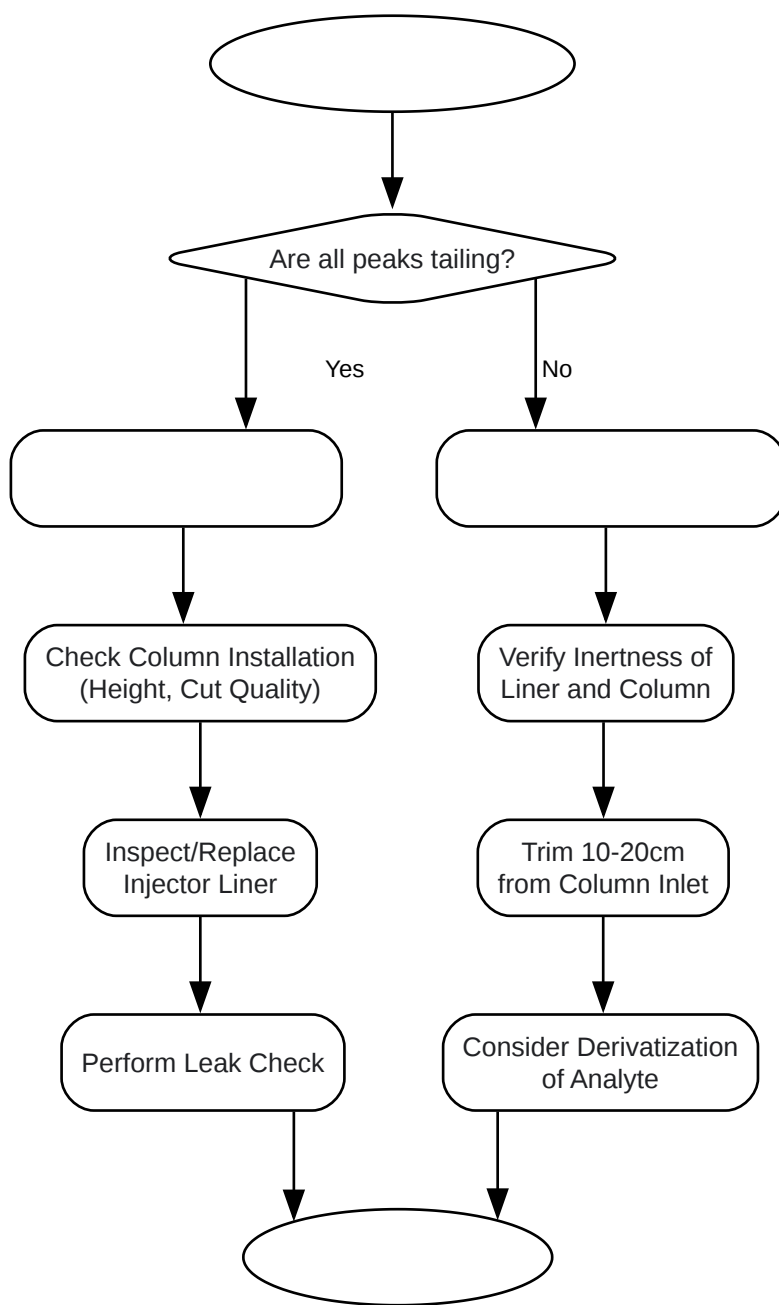 Are all peaks tailing?
Yes
No
Check Column Installation
(Height, Cut Quality)
Verify Inertness of
Liner and Column
Inspect/Replace
Injector Liner
Trim 10-20cm
from Column Inlet
Perform Leak Check
Consider Derivatization
of Analyte